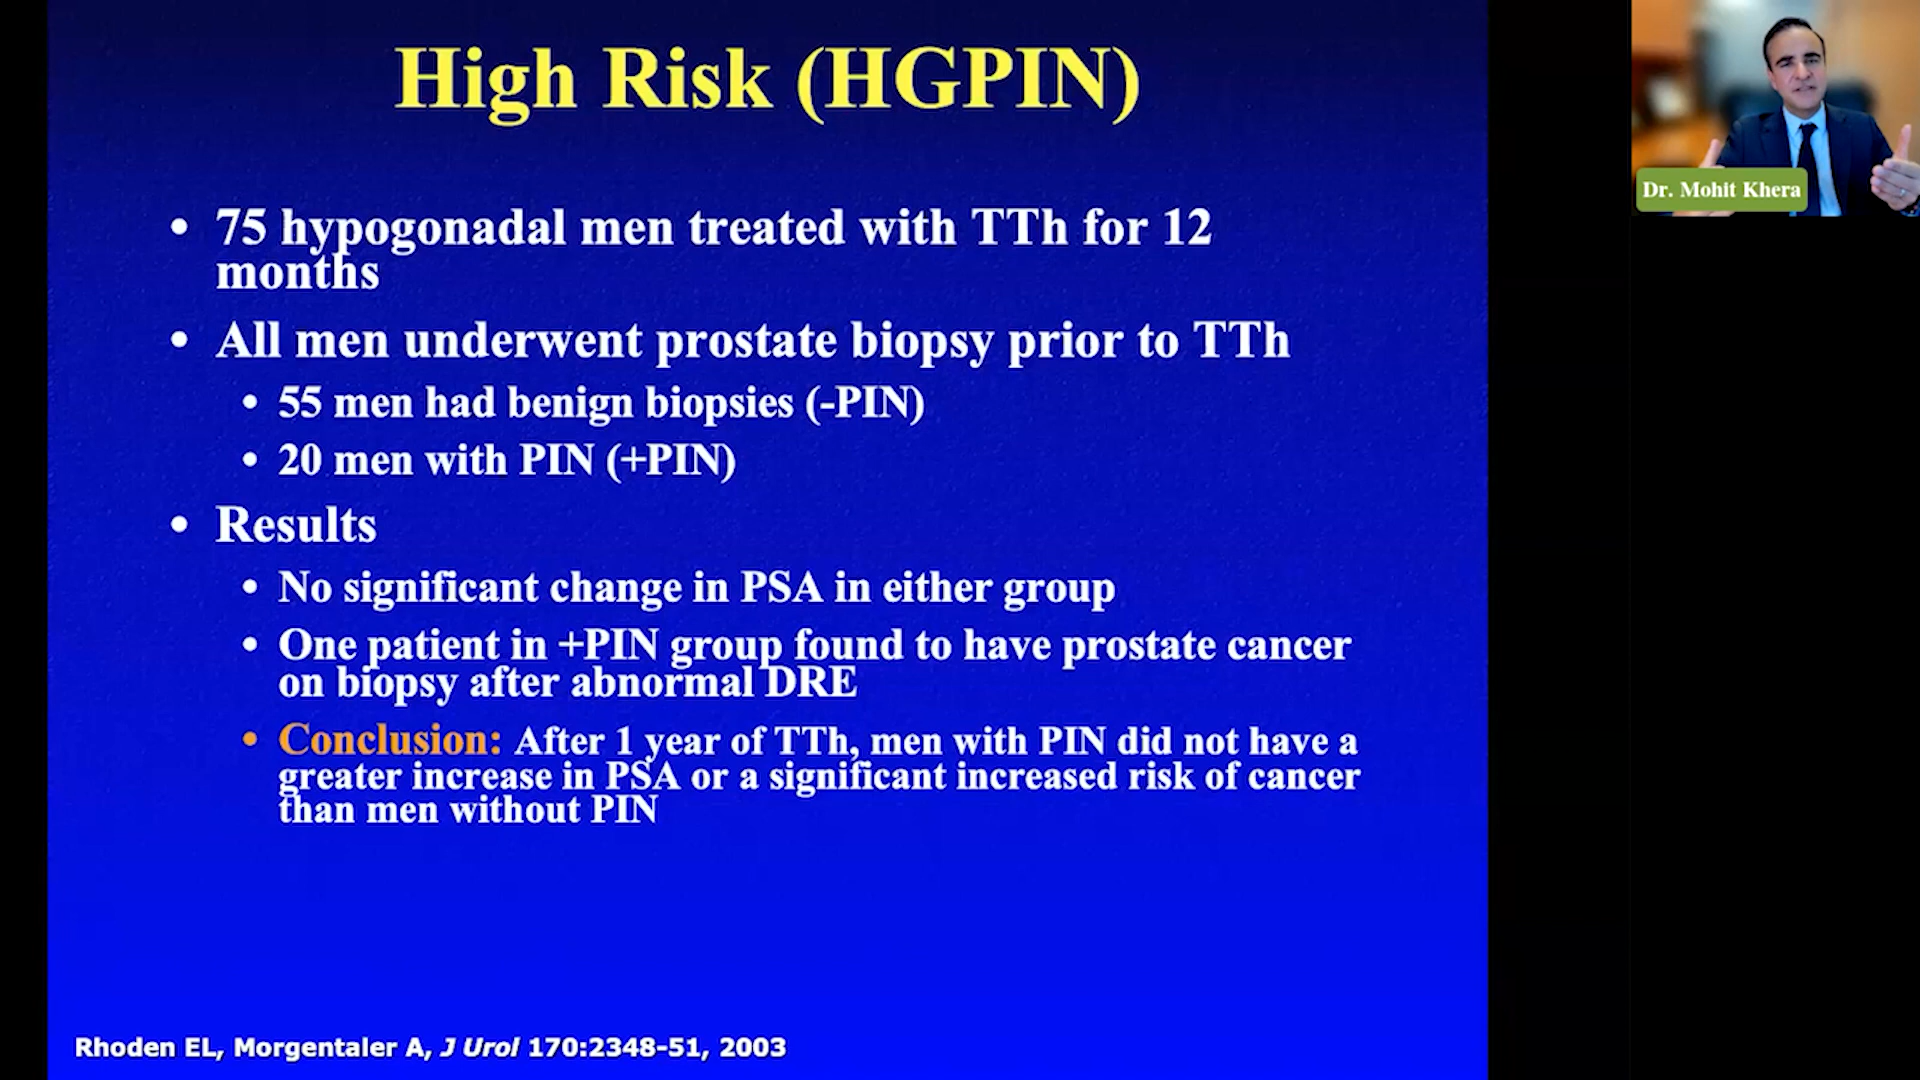 High Risk (HGPIN)
• 75 hypogonadal men treated with TTh for 12
months
• All men underwent prostate biopsy prior to TTh
• 55 men had benign biopsies (-PIN)
• 20 men with PIN (+PIN)
• Results
• No significant change in PSA in either group
• One patient in +PIN group found to have prostate cancer
on biopsy after abnormal DRE
• Conclusion: After 1 year of TTh, men with PIN did not have a
greater increase in PSA or a significant increased risk of cancer
than men without PIN
Rhoden EL, Morgentaler A, J Urol 170:2348-51, 2003
Dr. Mohit Khera